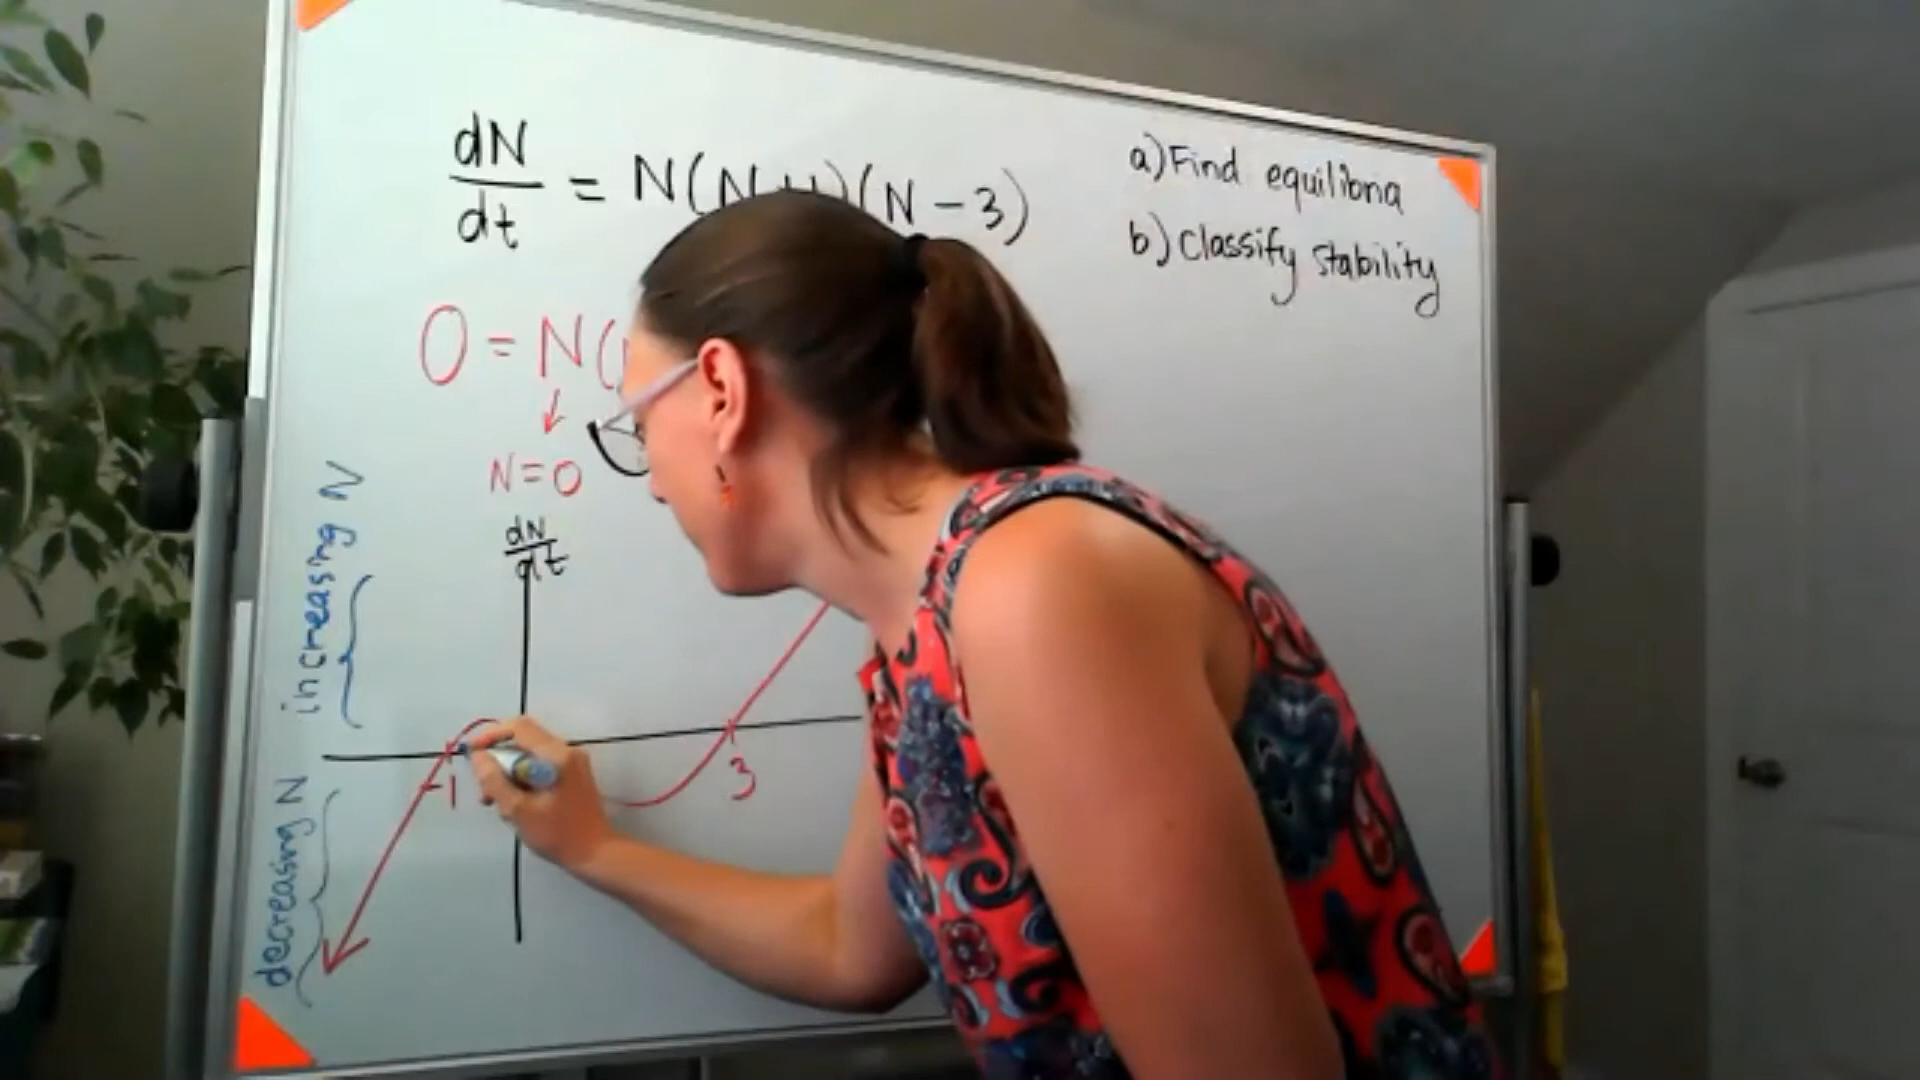 dN
dt
= N(N+1)(N-3)
a) Find equilibria
b) Classify stability
0 = N(
N=0
increasing N
dN
dt
-1
3
decreasing N